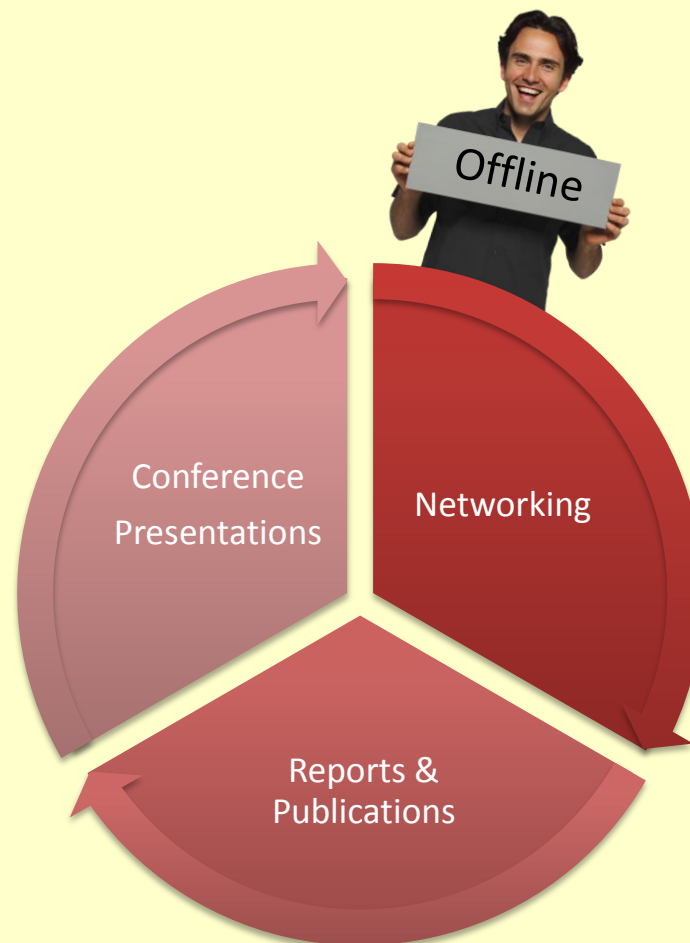 Offline
Conference
Presentations
Networking
Reports &
Publications